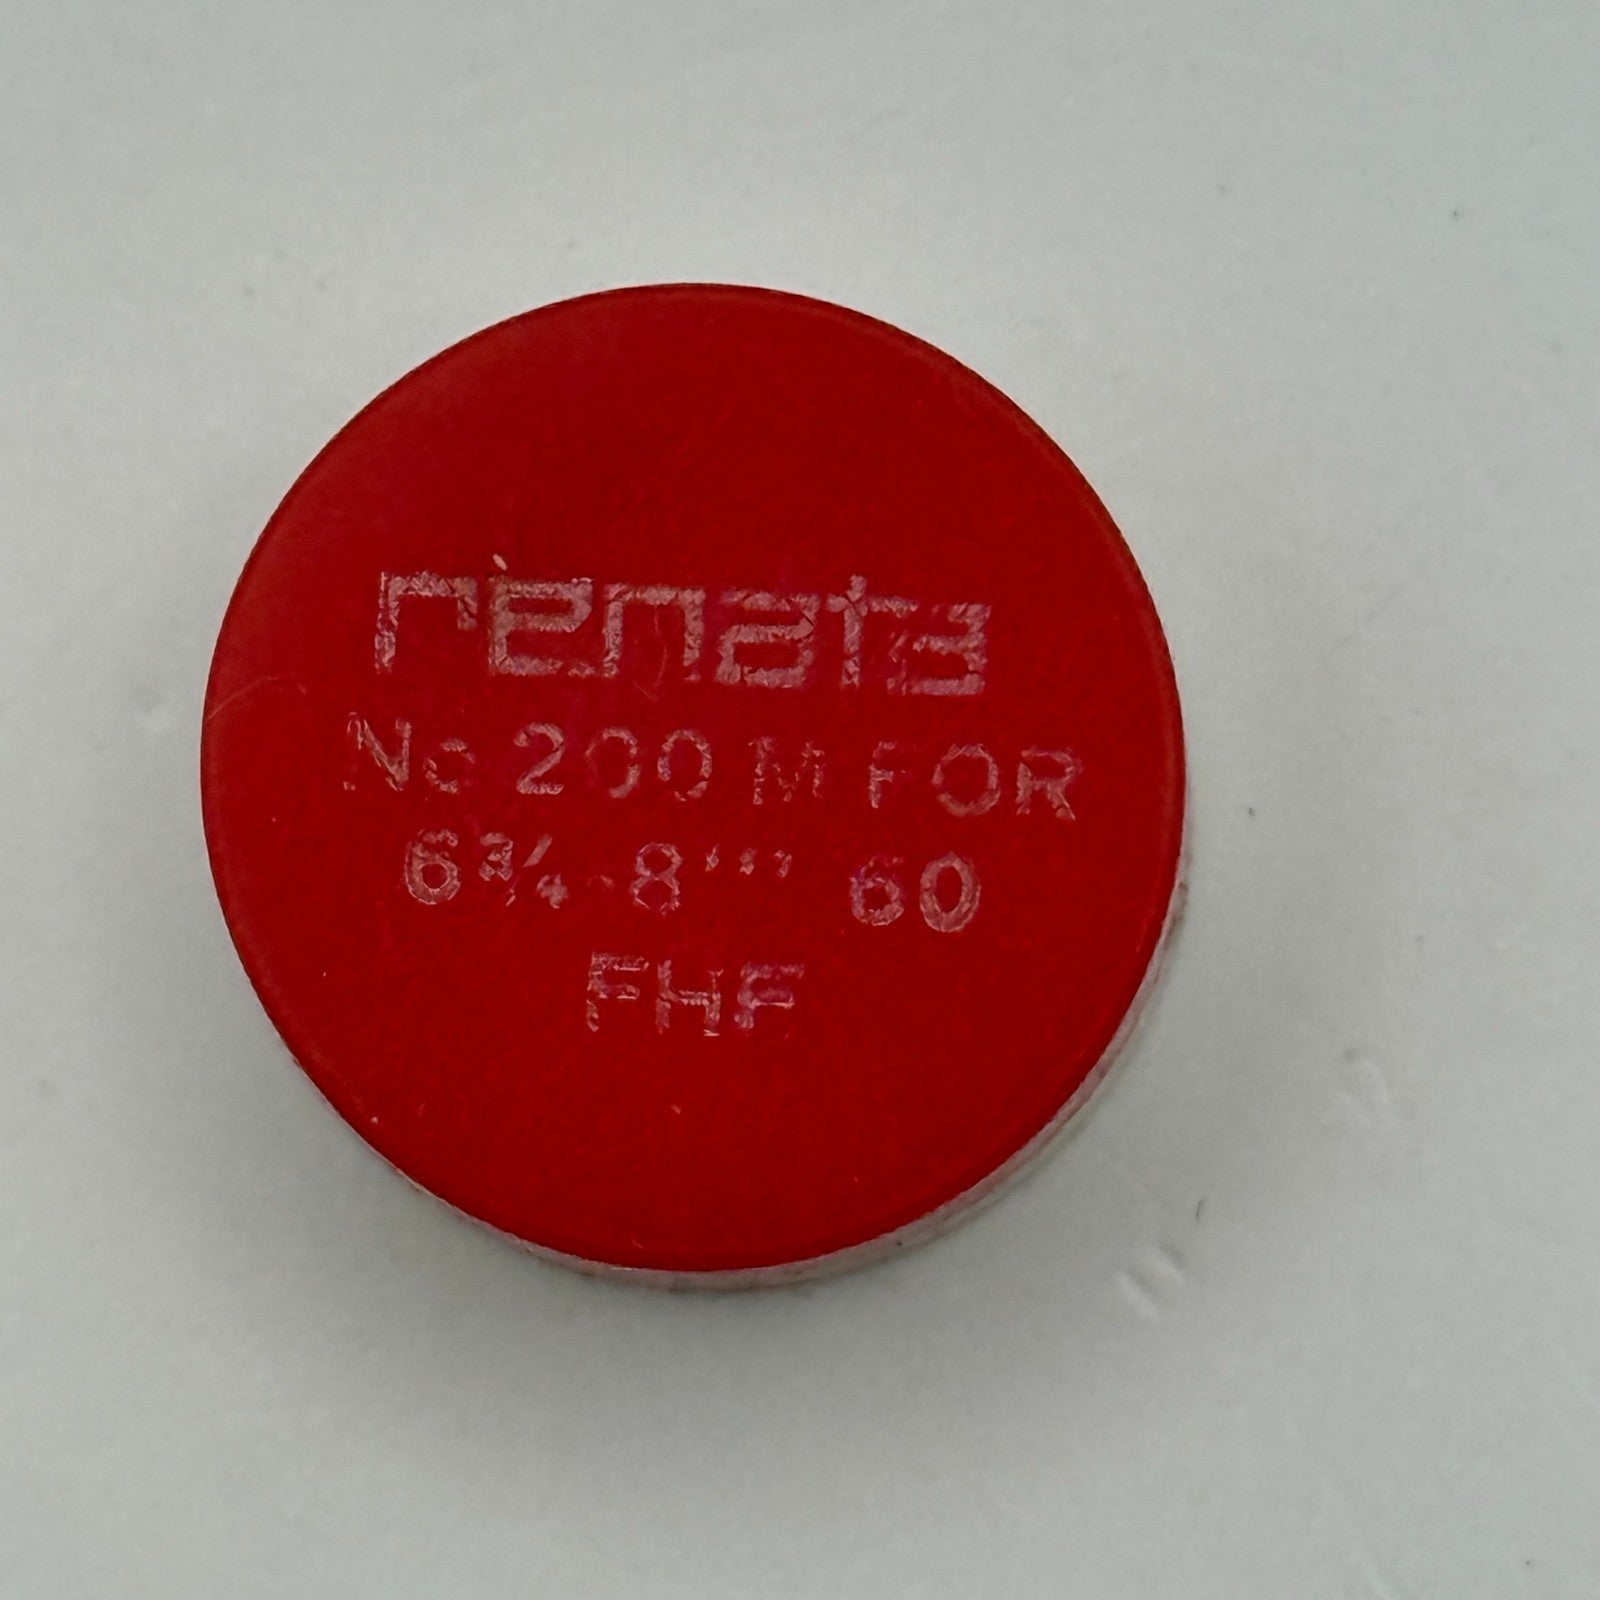 renata
No 200 M FOR
6¾-8''' 60
FHF